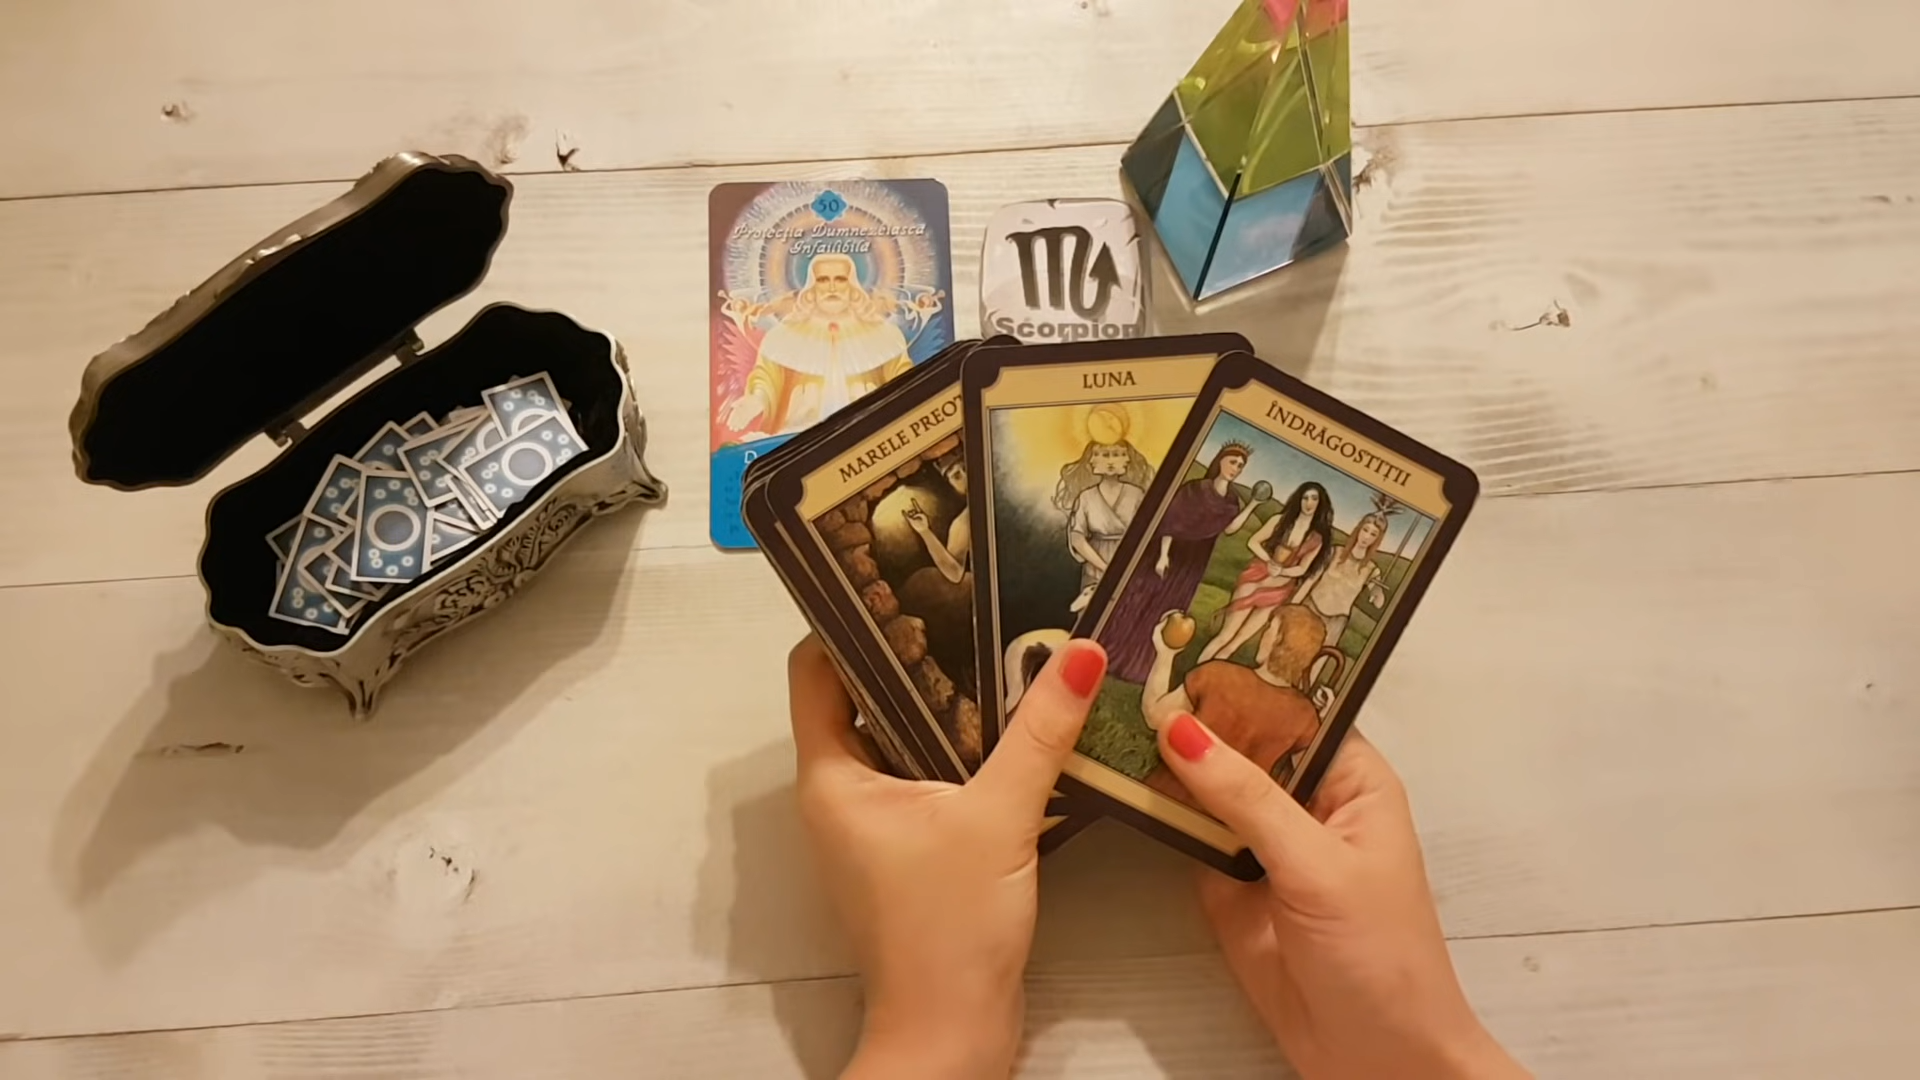 50
Protecția Dumnezeiască
Infailibilă
Scorpion
MARELE PREOT
LUNA
ÎNDRĂGOSTIȚII